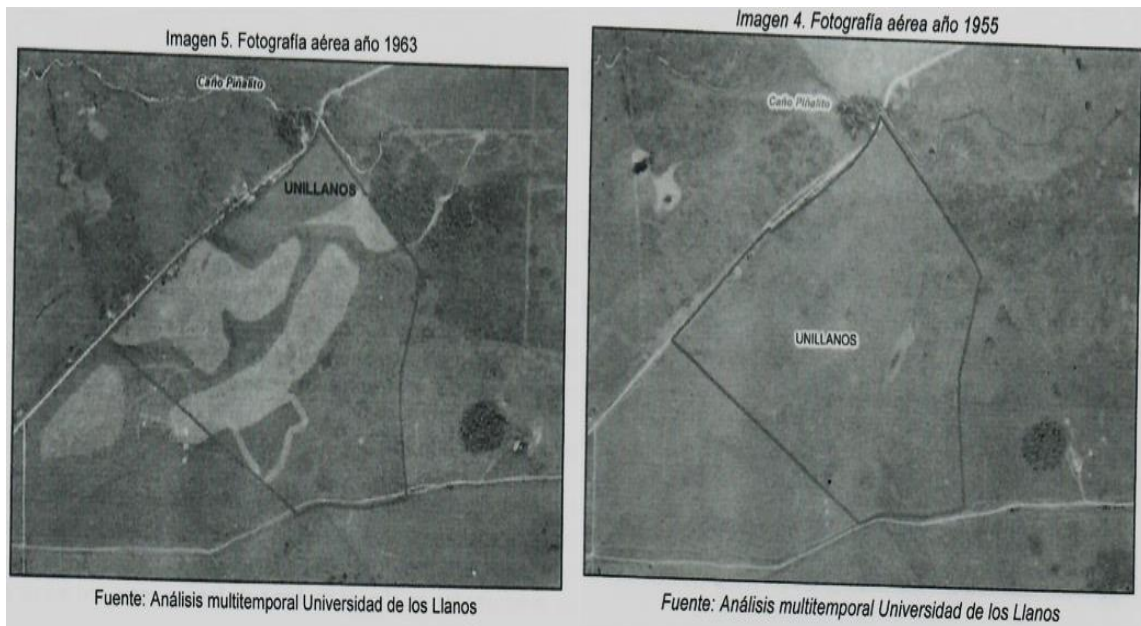 Imagen 5. Fotografía aérea año 1963
Caño Piñalito
UNILLANOS
Fuente: Análisis multitemporal Universidad de los Llanos
Imagen 4. Fotografía aérea año 1955
Caño Piñalito
UNILLANOS
Fuente: Análisis multitemporal Universidad de los Llanos